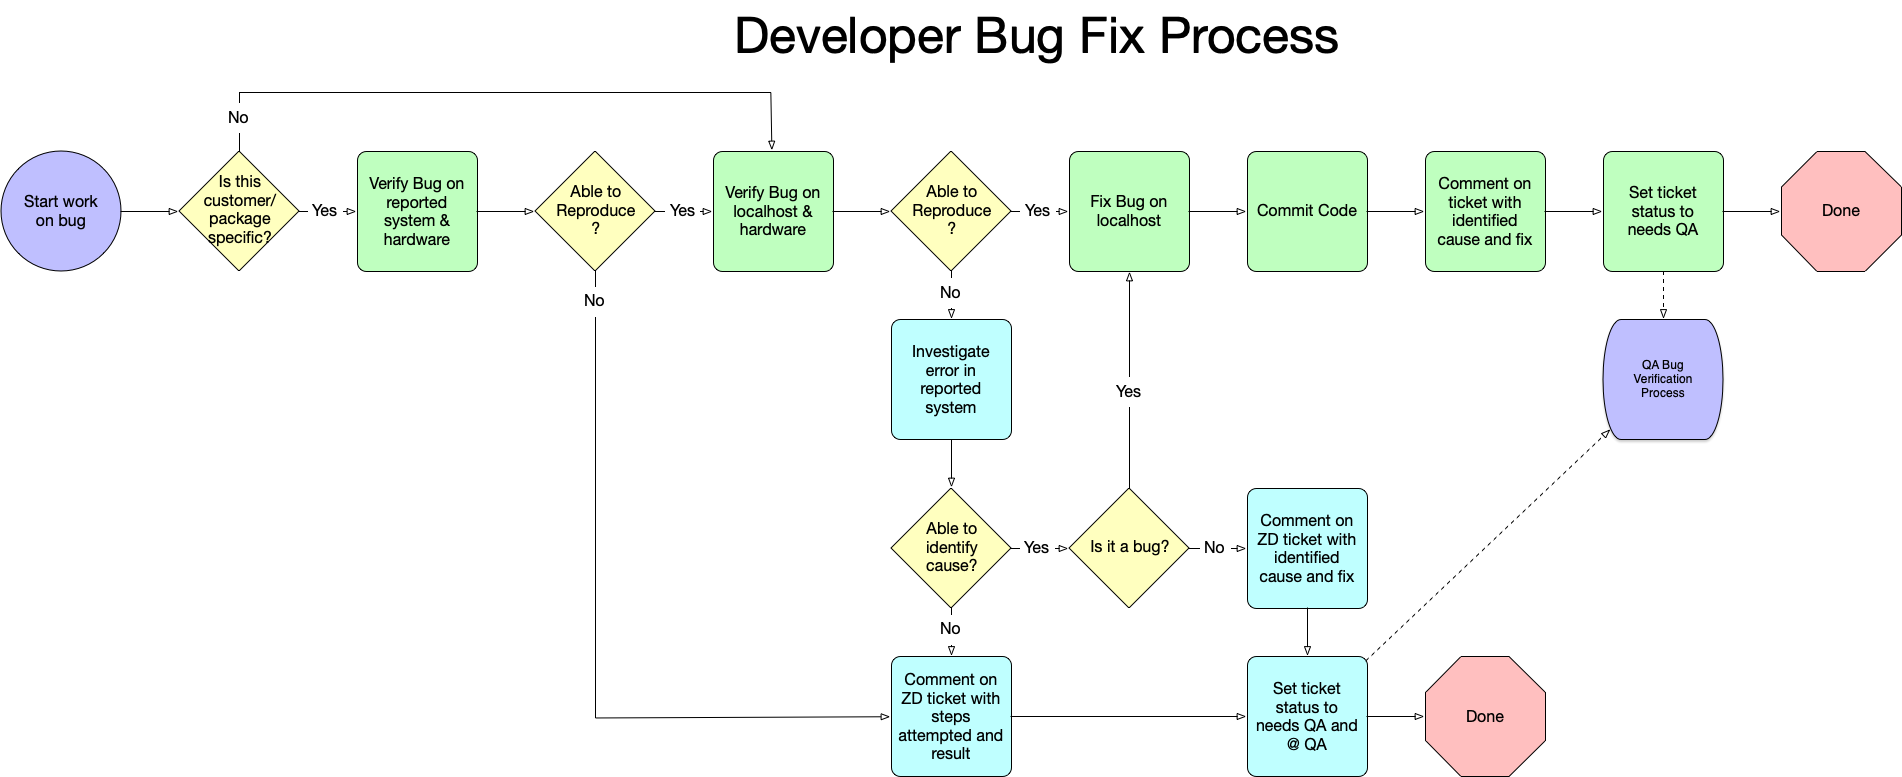 Developer Bug Fix Process
No
Start work
on bug
Is this
customer/
package
specific?
Yes
Verify Bug on
reported
system &
hardware
Able to
Reproduce
?
Yes
Verify Bug on
localhost &
hardware
Able to
Reproduce
?
Yes
Fix Bug on
localhost
Commit Code
Comment on
ticket with
identified
cause and fix
Set ticket
status to
needs QA
Done
No
No
Investigate
error in
reported
system
Yes
QA Bug
Verification
Process
Able to
identify
cause?
Yes
Is it a bug?
No
Comment on
ZD ticket with
identified
cause and fix
No
Comment on
ZD ticket with
steps
attempted and
result
Set ticket
status to
needs QA and
@ QA
Done